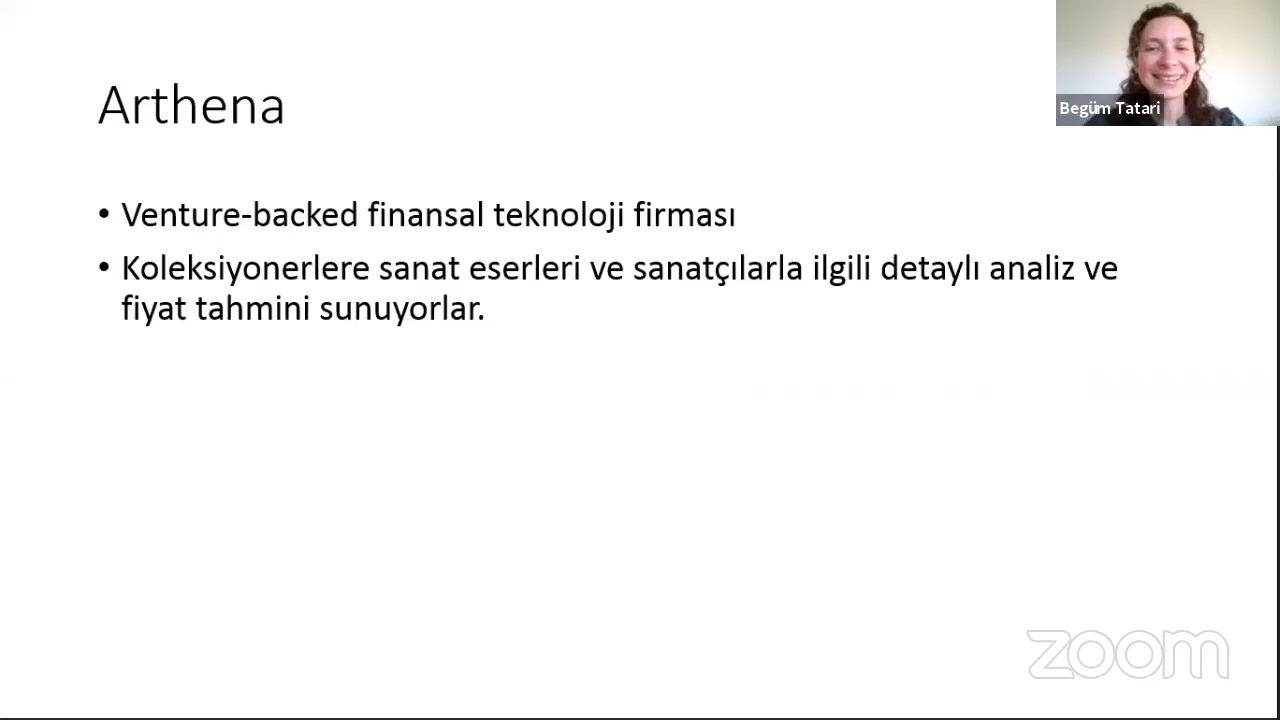 Arthena
Begüm Tatari
• Venture-backed finansal teknoloji firması
• Koleksiyonerlere sanat eserleri ve sanatçılarla ilgili detaylı analiz ve
fiyat tahmini sunuyorlar.
zoom